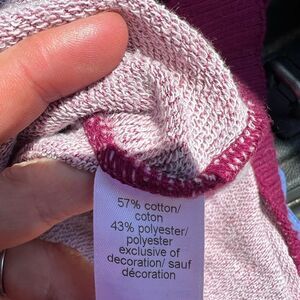 57% cotton/
coton
43% polyester/
polyester
exclusive of
decoration/ sauf
décoration